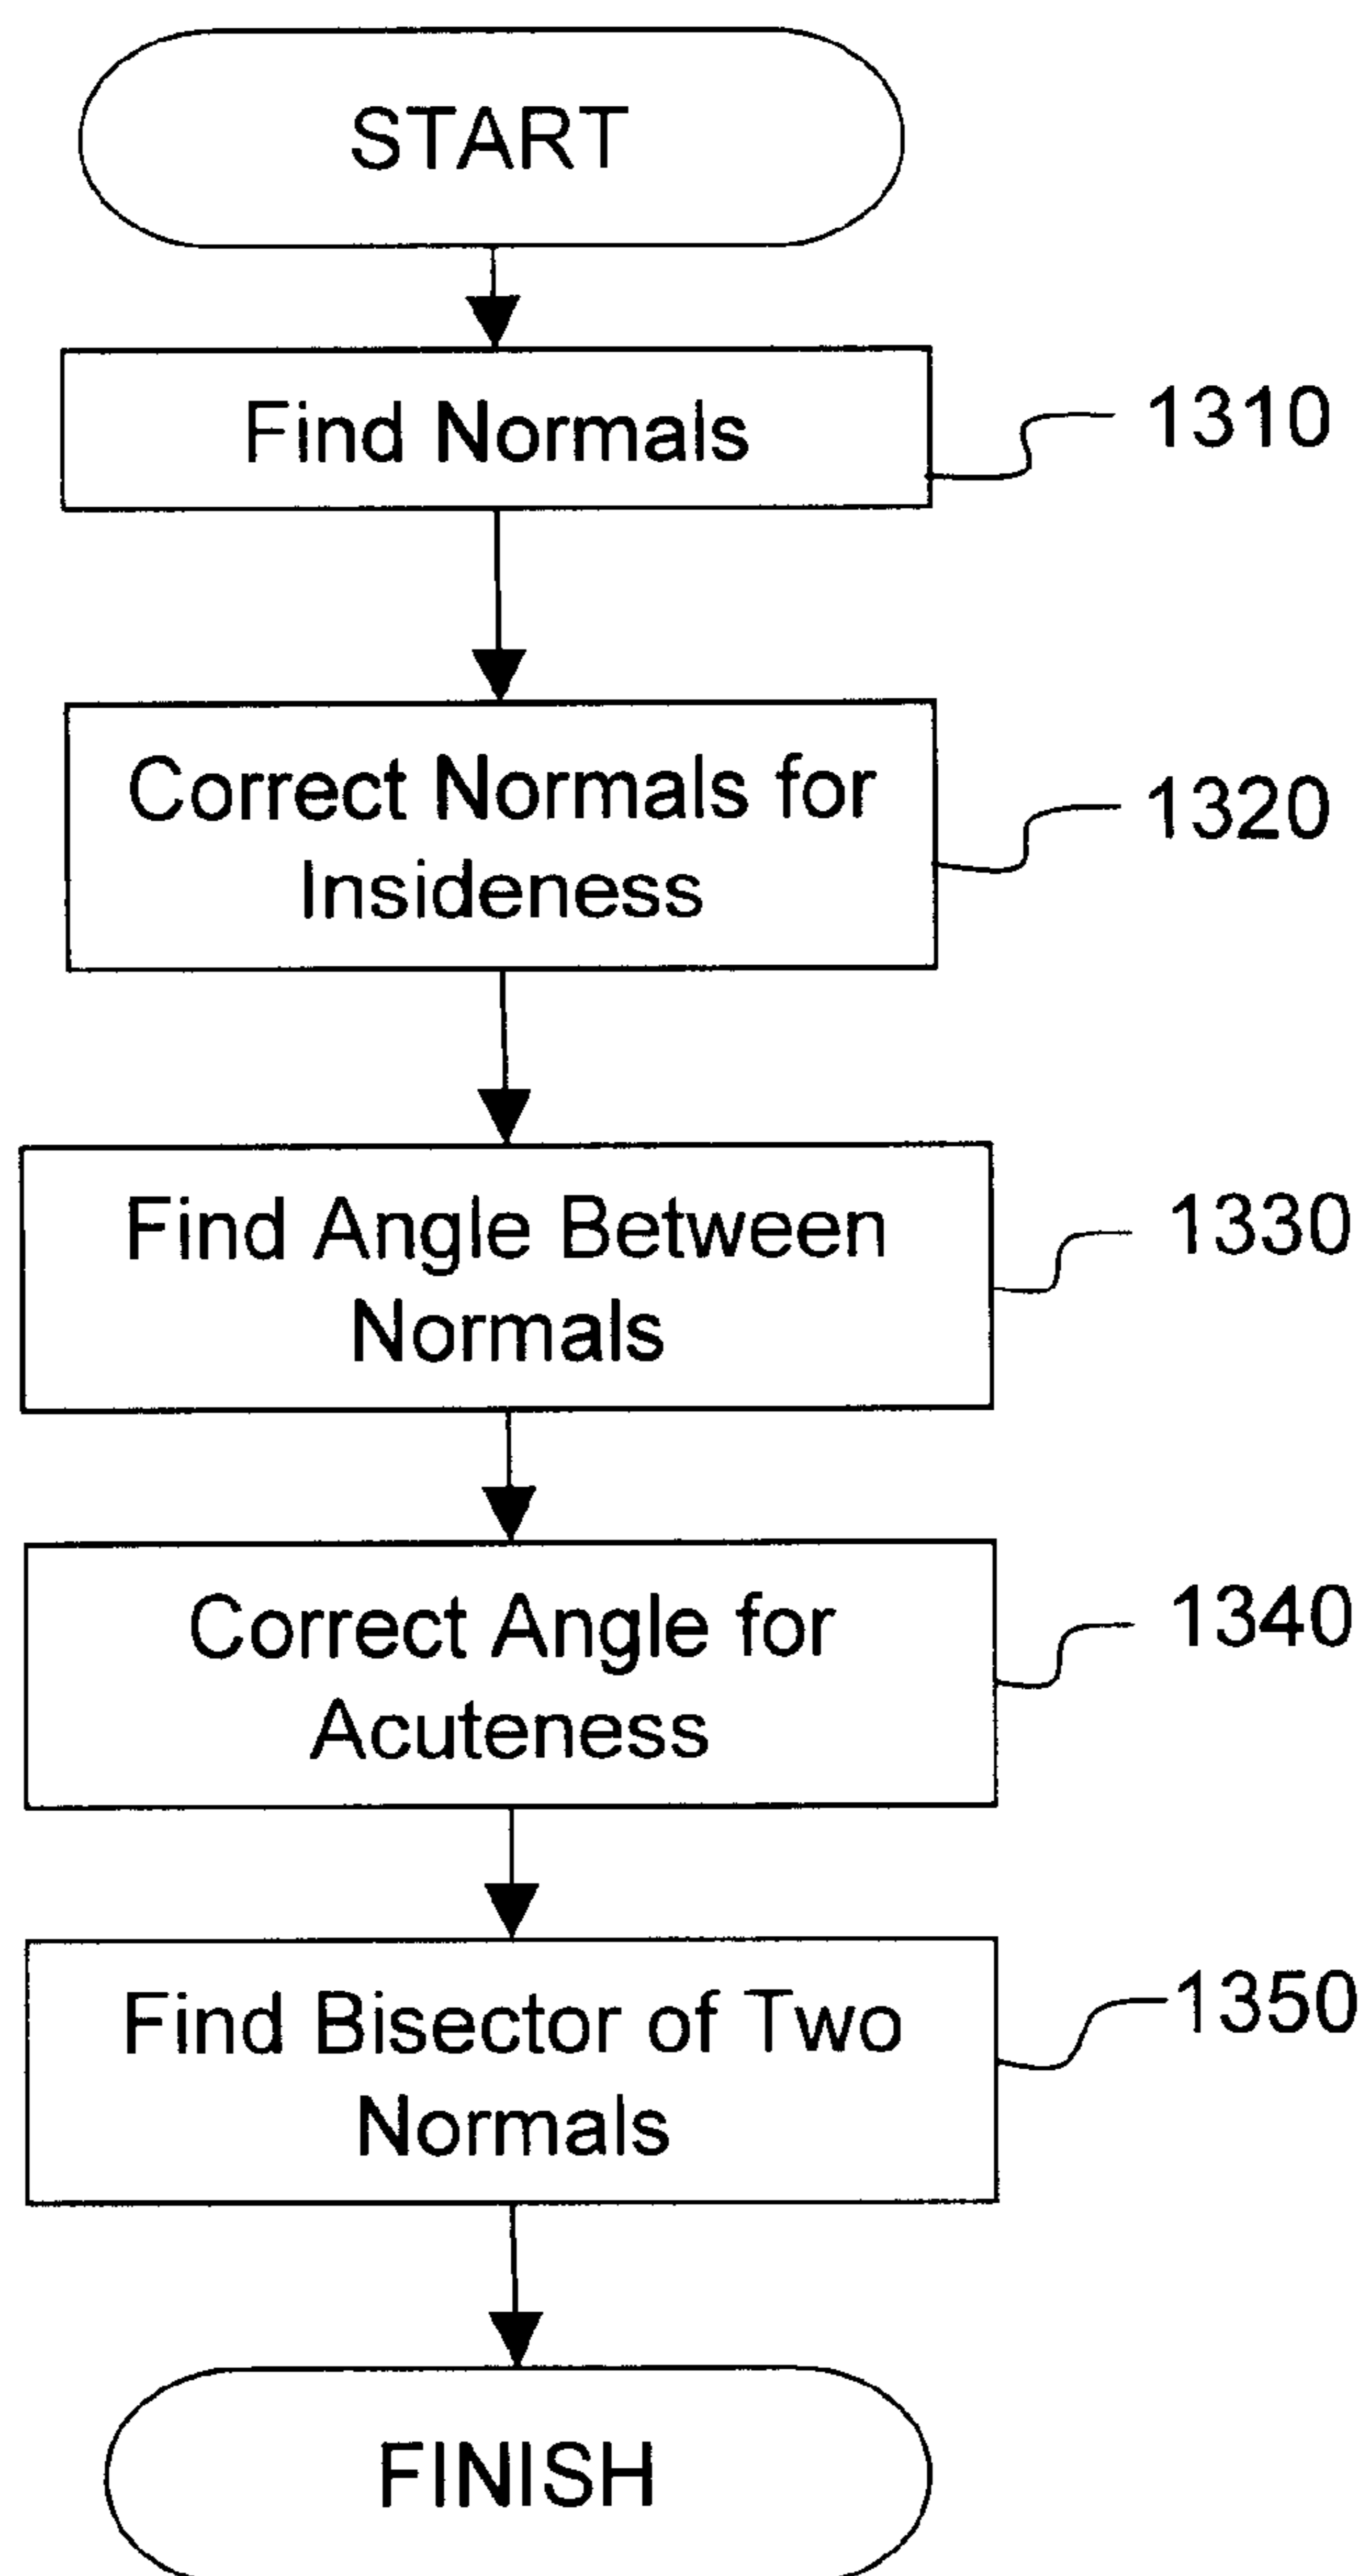 START
Find Normals
1310
Correct Normals for
Insideness
1320
Find Angle Between
Normals
1330
Correct Angle for
Acuteness
1340
Find Bisector of Two
Normals
1350
FINISH